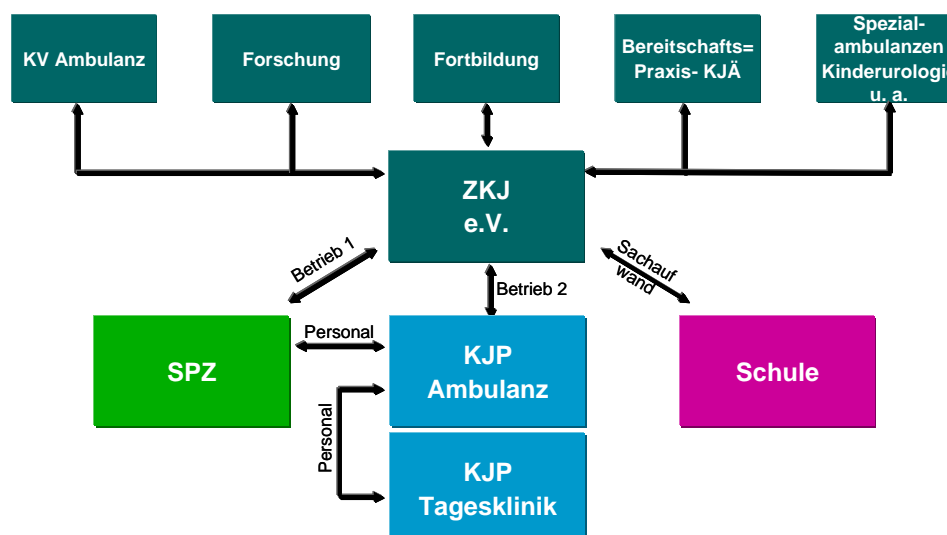 KV Ambulanz
Forschung
Fortbildung
Bereitschafts=
Praxis- KJÄ
Spezial-
ambulanzen
Kinderurologie
u. a.
ZKJ
e.V.
Betrieb 1
Betrieb 2
Sachauf
wand
SPZ
Personal
KJP
Ambulanz
Schule
Personal
KJP
Tagesklinik